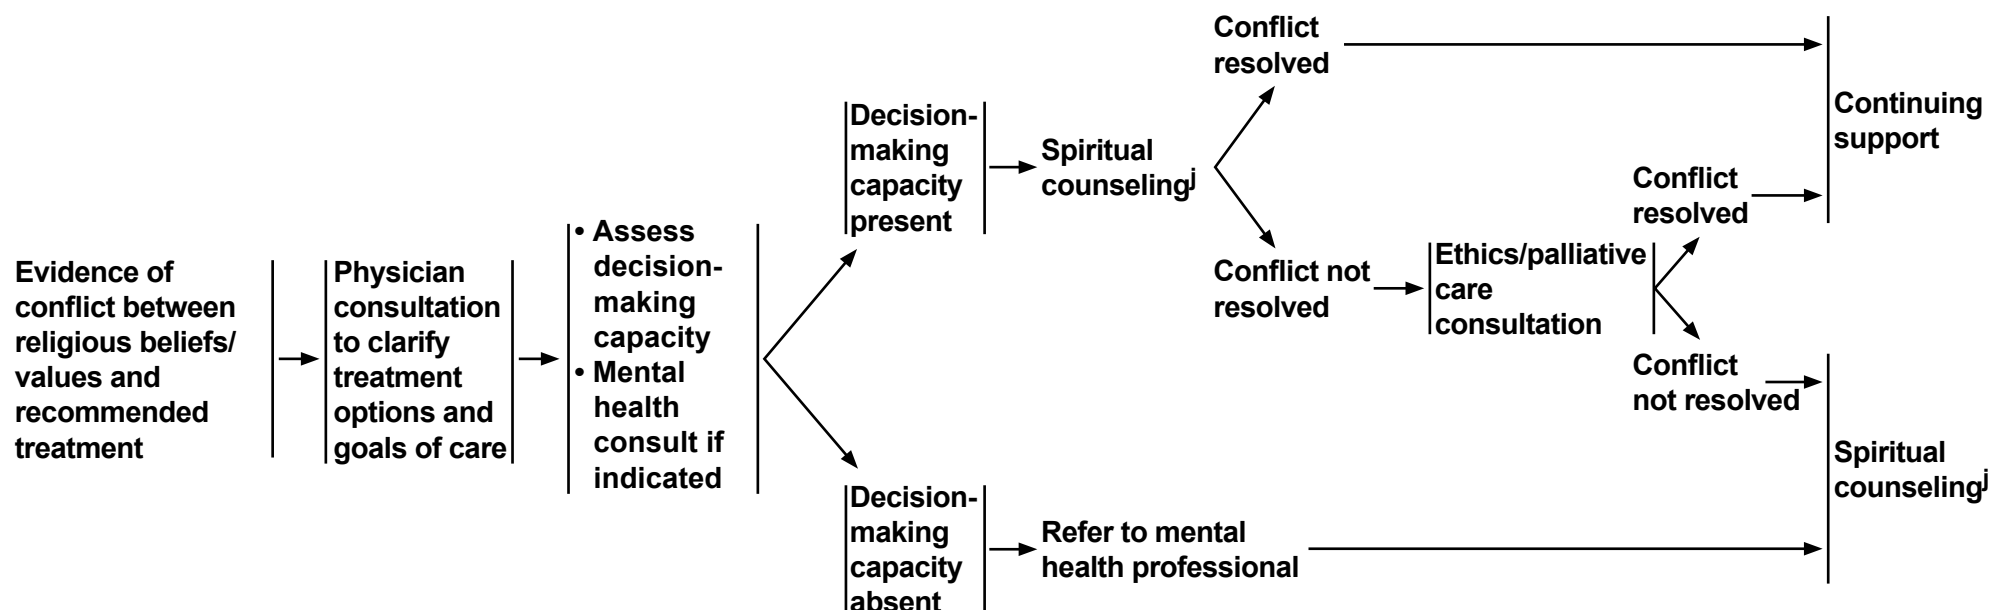 Evidence of
conflict between
religious beliefs/
values and
recommended
treatment
Physician
consultation
to clarify
treatment
options and
goals of care
• Assess
decision-
making
capacity
• Mental
health
consult if
indicated
Decision-
making
capacity
present
Spiritual
counselingj
Conflict
resolved
Conflict not
resolved
Ethics/palliative
care
consultation
Conflict
resolved
Conflict
not resolved
Continuing
support
Decision-
making
capacity
absent
Refer to mental
health professional
Spiritual
counselingj